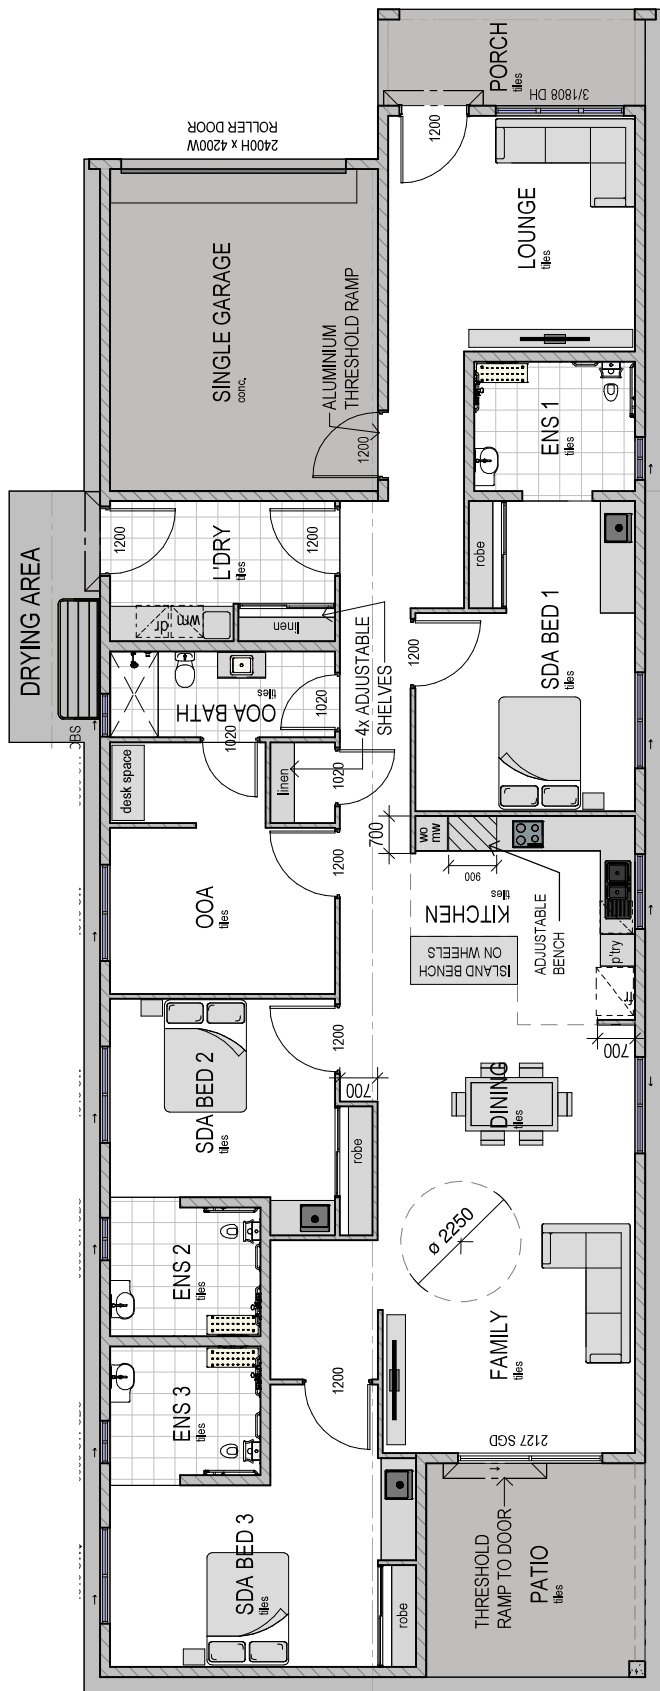 PORCH
tiles
3/1808 DH
1200
2400H x 4200W
ROLLER DOOR
LOUNGE
tiles
SINGLE GARAGE
conc.
ALUMINIUM
THRESHOLD RAMP
1200
ENS 1
tiles
DRYING AREA
1200
L'DRY
tiles
1200
robe
dr
wm
linen
SDA BED 1
tiles
1200
4x ADJUSTABLE
SHELVES
OOA BATH
tiles
1020
1020
desk space
linen
1020
OOA
tiles
1200
700
wo
mw
900
KITCHEN
tiles
ADJUSTABLE
BENCH
ISLAND BENCH
ON WHEELS
p'try
fr
700
SDA BED 2
tiles
1200
700
robe
DINING
tiles
ENS 2
tiles
ø 2250
FAMILY
tiles
ENS 3
tiles
1200
2127 SGD
SDA BED 3
tiles
robe
THRESHOLD
RAMP TO DOOR
PATIO
tiles